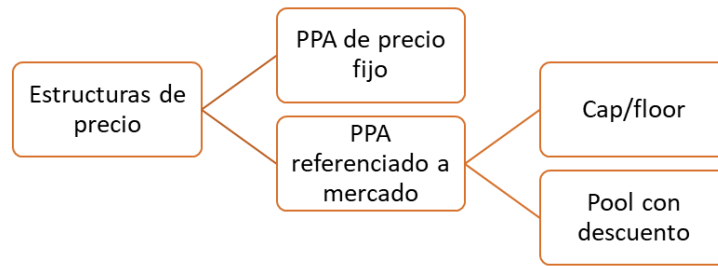 Estructuras de
precio
PPA de precio
fijo
PPA
referenciado a
mercado
Cap/floor
Pool con
descuento